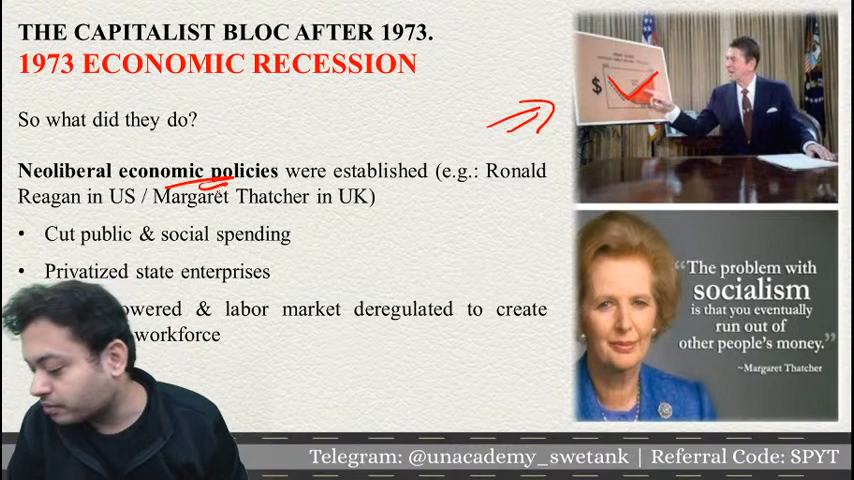 THE CAPITALIST BLOC AFTER 1973.
1973 ECONOMIC RECESSION
So what did they do?
Neoliberal economic policies were established (e.g.: Ronald
Reagan in US / Margaret Thatcher in UK)
• Cut public & social spending
• Privatized state enterprises
owered & labor market deregulated to create
workforce
$
“The problem with
socialism
is that you eventually
run out of
other people's money.”
~Margaret Thatcher
Telegram: @unacademy_swetank | Referral Code: SPYT